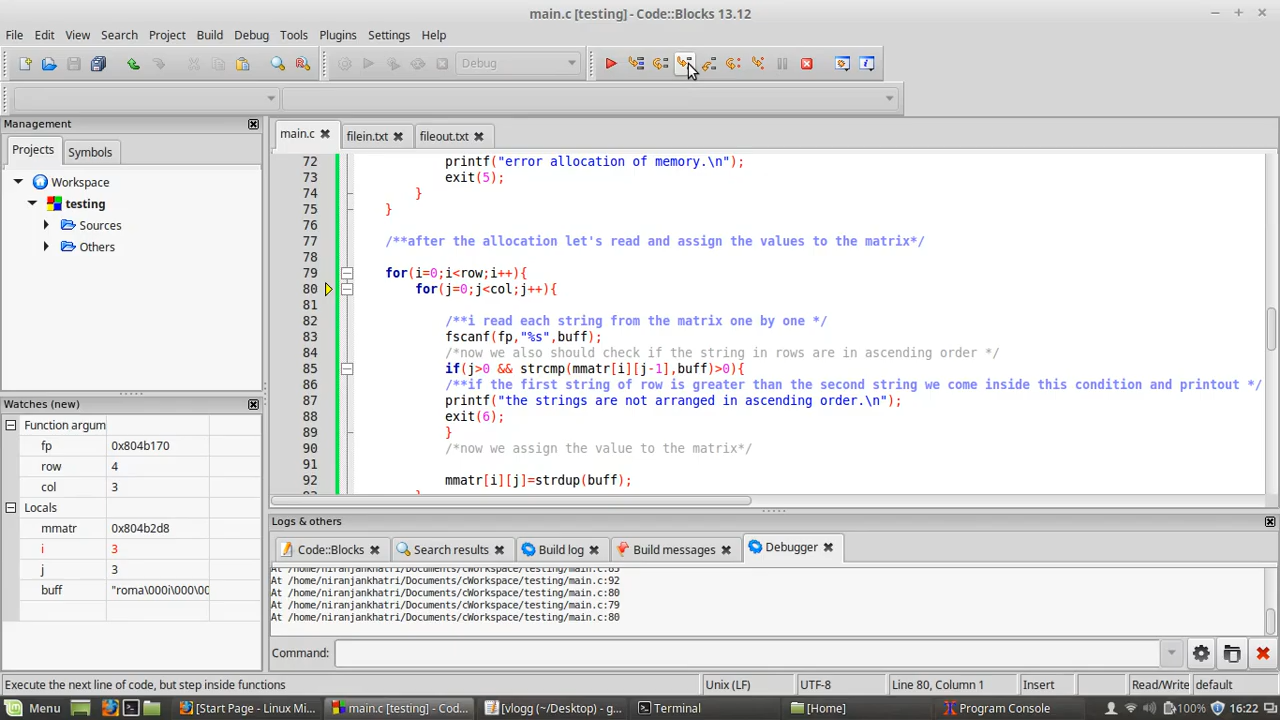 main.c [testing] - Code::Blocks 13.12
File Edit View Search Project Build Debug Tools Plugins Settings Help
Debug
Management
Projects Symbols
Workspace
testing
Sources
Others
main.c filein.txt fileout.txt
72 printf("error allocation of memory.\n");
73 exit(5);
74 }
75 }
76
77 /**after the allocation let's read and assign the values to the matrix*/
78
79 for(i=0;i<row;i++){
80 for(j=0;j<col;j++){
81
82 /**i read each string from the matrix one by one */
83 fscanf(fp,"%s",buff);
84 /*now we also should check if the string in rows are in ascending order */
85 if(j>0 && strcmp(mmatr[i][j-1],buff)>0){
86 /**if the first string of row is greater than the second string we come inside this condition and printout */
87 printf("the strings are not arranged in ascending order.\n");
88 exit(6);
89 }
90 /*now we assign the value to the matrix*/
91
92 mmatr[i][j]=strdup(buff);
Watches (new)
Function argum
fp 0x804b170
row 4
col 3
Locals
mmatr 0x804b2d8
i 3
j 3
buff "roma\000i\000\00
Logs & others
Code::Blocks Search results Build log Build messages Debugger
At /home/niranjankhatri/Documents/cWorkspace/testing/main.c:85
At /home/niranjankhatri/Documents/cWorkspace/testing/main.c:92
At /home/niranjankhatri/Documents/cWorkspace/testing/main.c:80
At /home/niranjankhatri/Documents/cWorkspace/testing/main.c:79
At /home/niranjankhatri/Documents/cWorkspace/testing/main.c:80
Command:
Execute the next line of code, but step inside functions Unix (LF) UTF-8 Line 80, Column 1 Insert Read/Write default
Menu [Start Page - Linux Mi... main.c [testing] - Cod... [vlogg (~/Desktop) - g... Terminal [Home] Program Console 100% 16:22